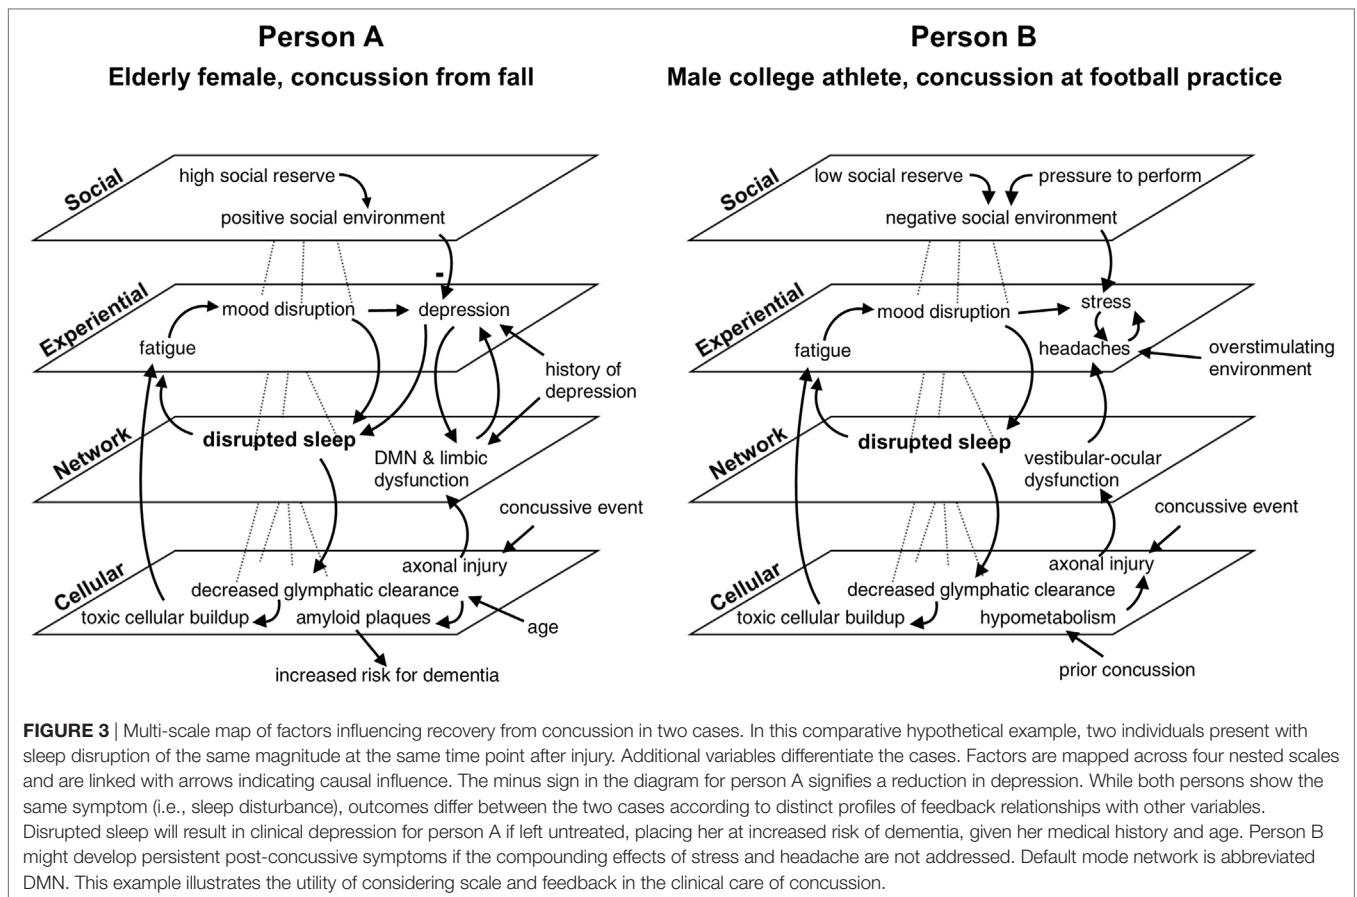 Person A
Elderly female, concussion from fall
Social
high social reserve
positive social environment
-
Experiential
mood disruption
depression
fatigue
history of
depression
Network
disrupted sleep
DMN & limbic
dysfunction
concussive event
Cellular
axonal injury
decreased glymphatic clearance
toxic cellular buildup
amyloid plaques
age
increased risk for dementia
Person B
Male college athlete, concussion at football practice
Social
low social reserve
pressure to perform
negative social environment
Experiential
stress
mood disruption
fatigue
headaches
overstimulating
environment
Network
disrupted sleep
vestibular-ocular
dysfunction
concussive event
Cellular
axonal injury
decreased glymphatic clearance
toxic cellular buildup
hypometabolism
prior concussion
FIGURE 3 | Multi-scale map of factors influencing recovery from concussion in two cases. In this comparative hypothetical example, two individuals present with
sleep disruption of the same magnitude at the same time point after injury. Additional variables differentiate the cases. Factors are mapped across four nested scales
and are linked with arrows indicating causal influence. The minus sign in the diagram for person A signifies a reduction in depression. While both persons show the
same symptom (i.e., sleep disturbance), outcomes differ between the two cases according to distinct profiles of feedback relationships with other variables.
Disrupted sleep will result in clinical depression for person A if left untreated, placing her at increased risk of dementia, given her medical history and age. Person B
might develop persistent post-concussive symptoms if the compounding effects of stress and headache are not addressed. Default mode network is abbreviated
DMN. This example illustrates the utility of considering scale and feedback in the clinical care of concussion.